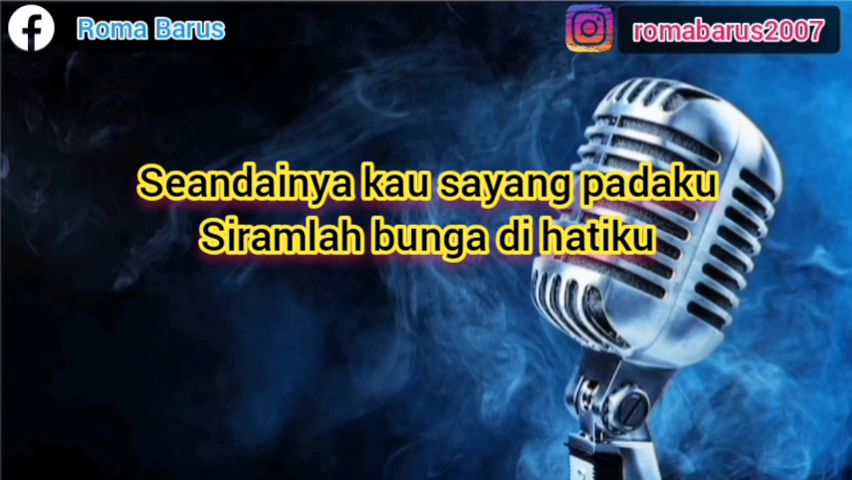 Roma Barus
romabarus2007
Seandainya kau sayang padaku
Siramlah bunga di hatiku